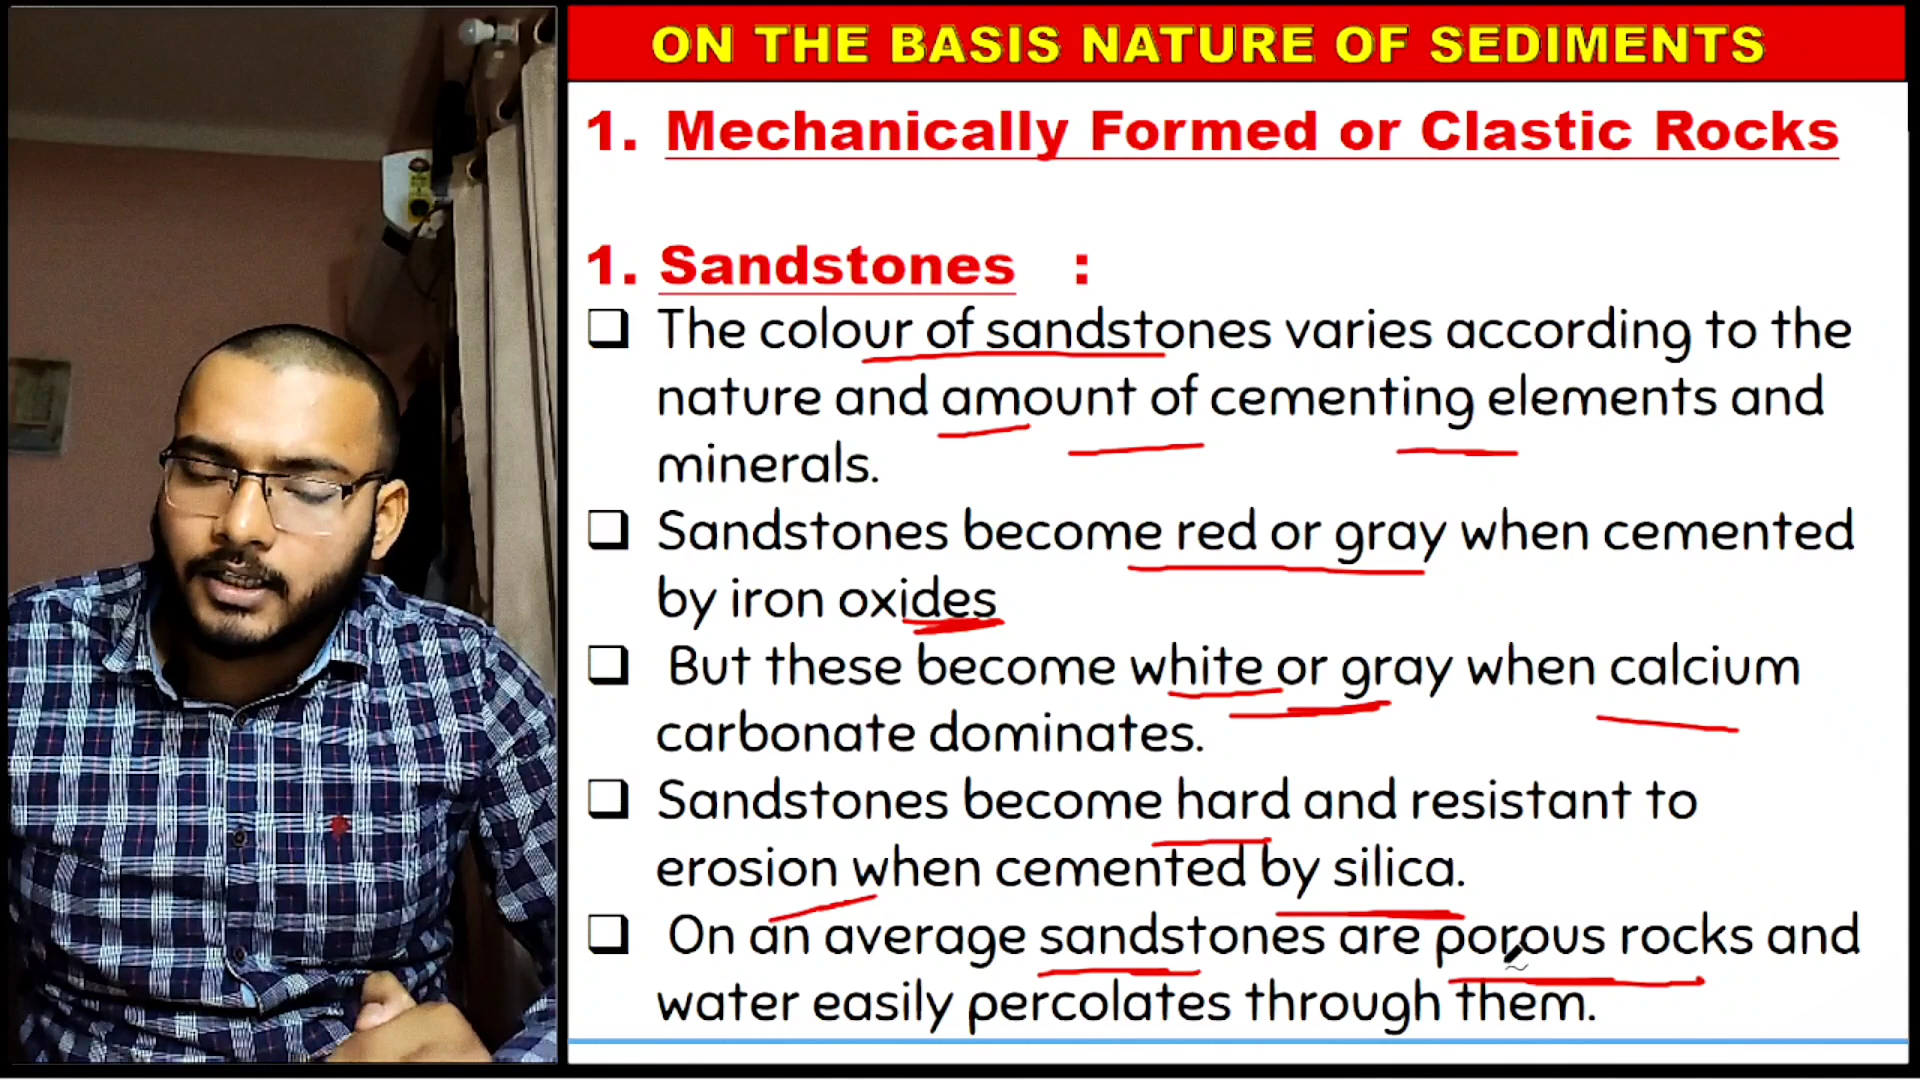 ON THE BASIS NATURE OF SEDIMENTS
1. Mechanically Formed or Clastic Rocks
1. Sandstones :
The colour of sandstones varies according to the
nature and amount of cementing elements and
minerals.
Sandstones become red or gray when cemented
by iron oxides
But these become white or gray when calcium
carbonate dominates.
Sandstones become hard and resistant to
erosion when cemented by silica.
On an average sandstones are porous rocks and
water easily percolates through them.